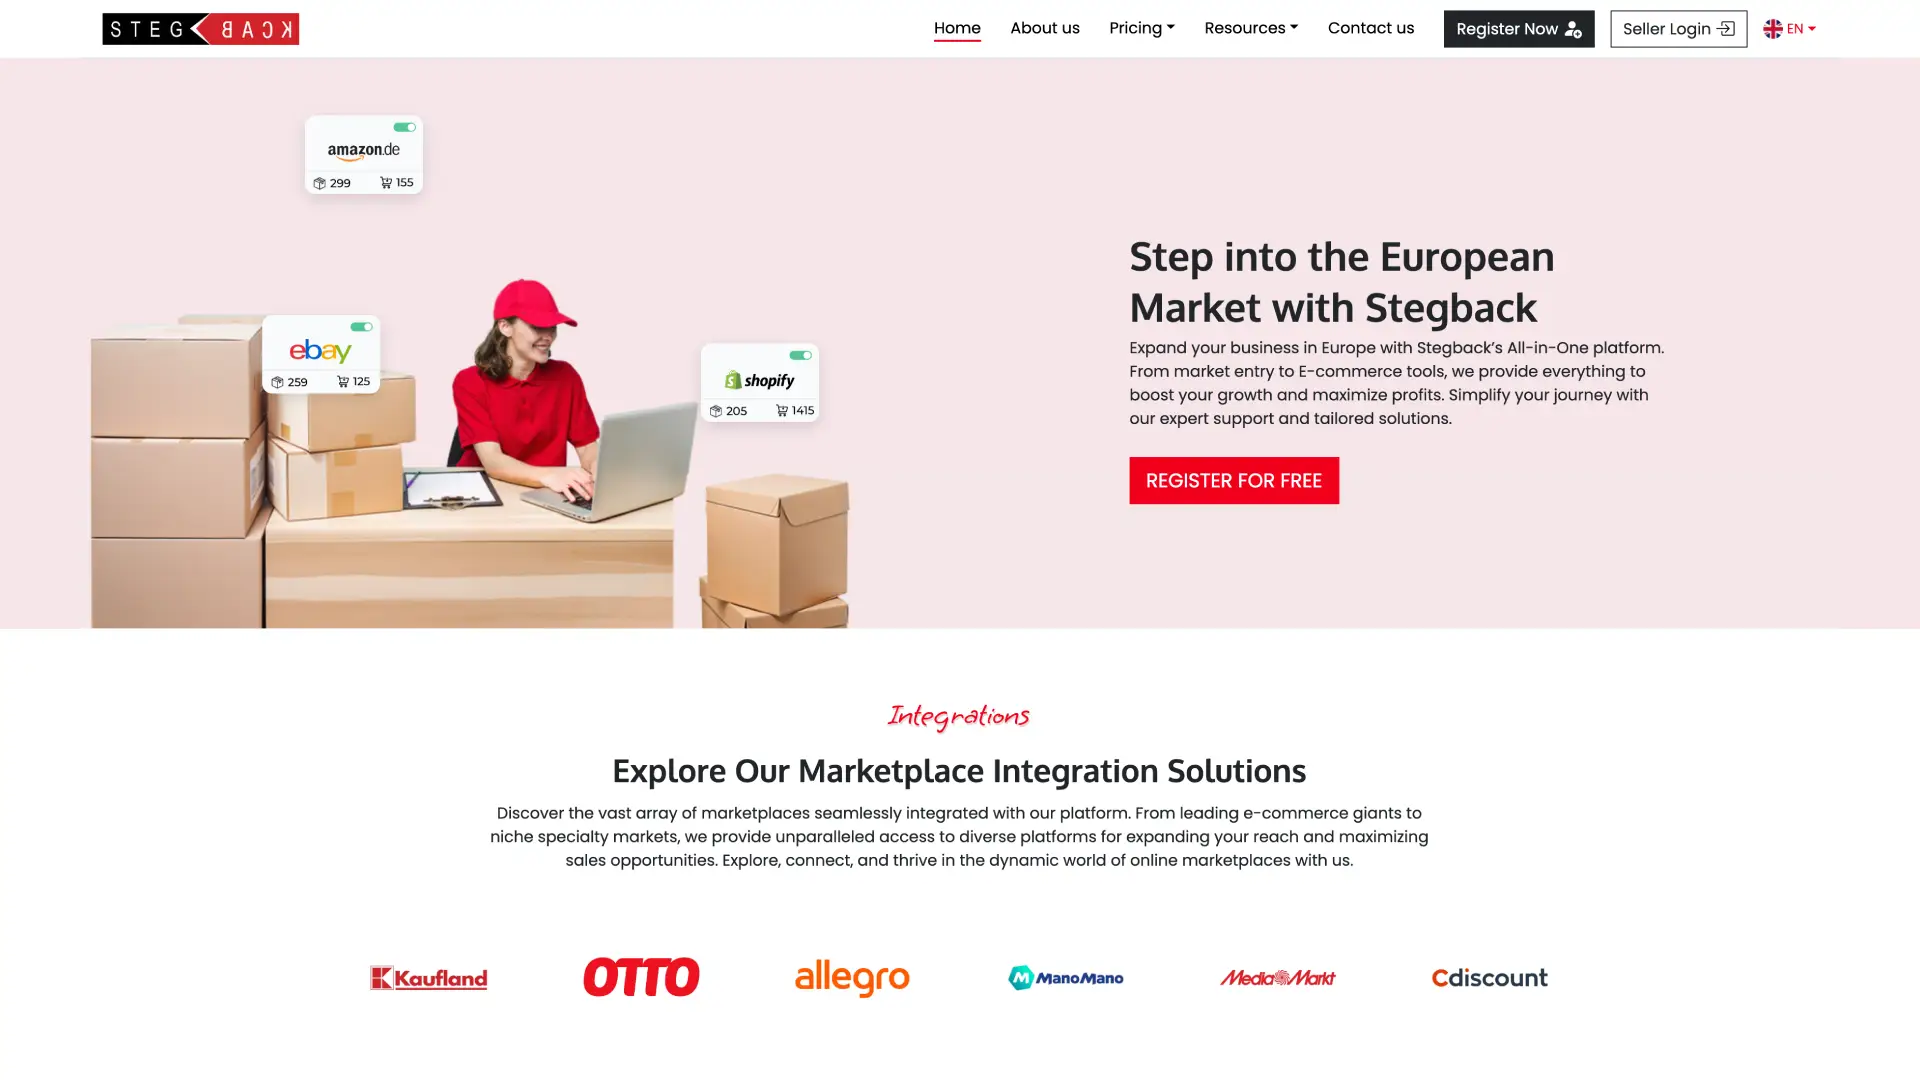 STEG BACK
Home
About us
Pricing
Resources
Contact us
Register Now
Seller Login
EN
amazon.de
299
155
ebay
259
125
shopify
205
1415
Step into the European
Market with Stegback
Expand your business in Europe with Stegback’s All-in-One platform.
From market entry to E-commerce tools, we provide everything to
boost your growth and maximize profits. Simplify your journey with
our expert support and tailored solutions.
REGISTER FOR FREE
Integrations
Explore Our Marketplace Integration Solutions
Discover the vast array of marketplaces seamlessly integrated with our platform. From leading e-commerce giants to
niche specialty markets, we provide unparalleled access to diverse platforms for expanding your reach and maximizing
sales opportunities. Explore, connect, and thrive in the dynamic world of online marketplaces with us.
Kaufland
OTTO
allegro
ManoMano
MediaMarkt
Cdiscount